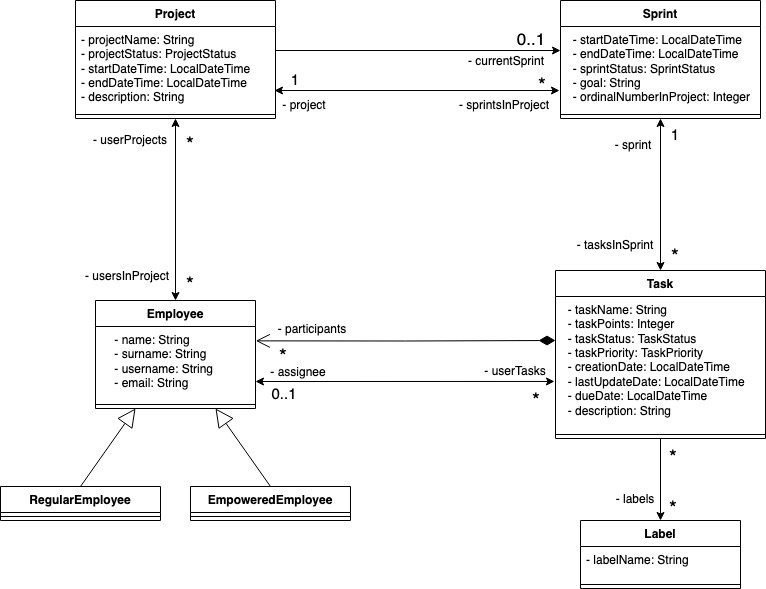 Project
- projectName: String
- projectStatus: ProjectStatus
- startDateTime: LocalDateTime
- endDateTime: LocalDateTime
- description: String
Sprint
- startDateTime: LocalDateTime
- endDateTime: LocalDateTime
- sprintStatus: SprintStatus
- goal: String
- ordinalNumberInProject: Integer
0..1
- currentSprint
1
*
- project
- sprintsInProject
- userProjects
*
- usersInProject
*
1
- sprint
- tasksInSprint
*
Employee
- name: String
- surname: String
- username: String
- email: String
Task
- taskName: String
- taskPoints: Integer
- taskStatus: TaskStatus
- taskPriority: TaskPriority
- creationDate: LocalDateTime
- lastUpdateDate: LocalDateTime
- dueDate: LocalDateTime
- description: String
- participants
*
- assignee
- userTasks
0..1
*
RegularEmployee
EmpoweredEmployee
*
- labels
*
Label
- labelName: String